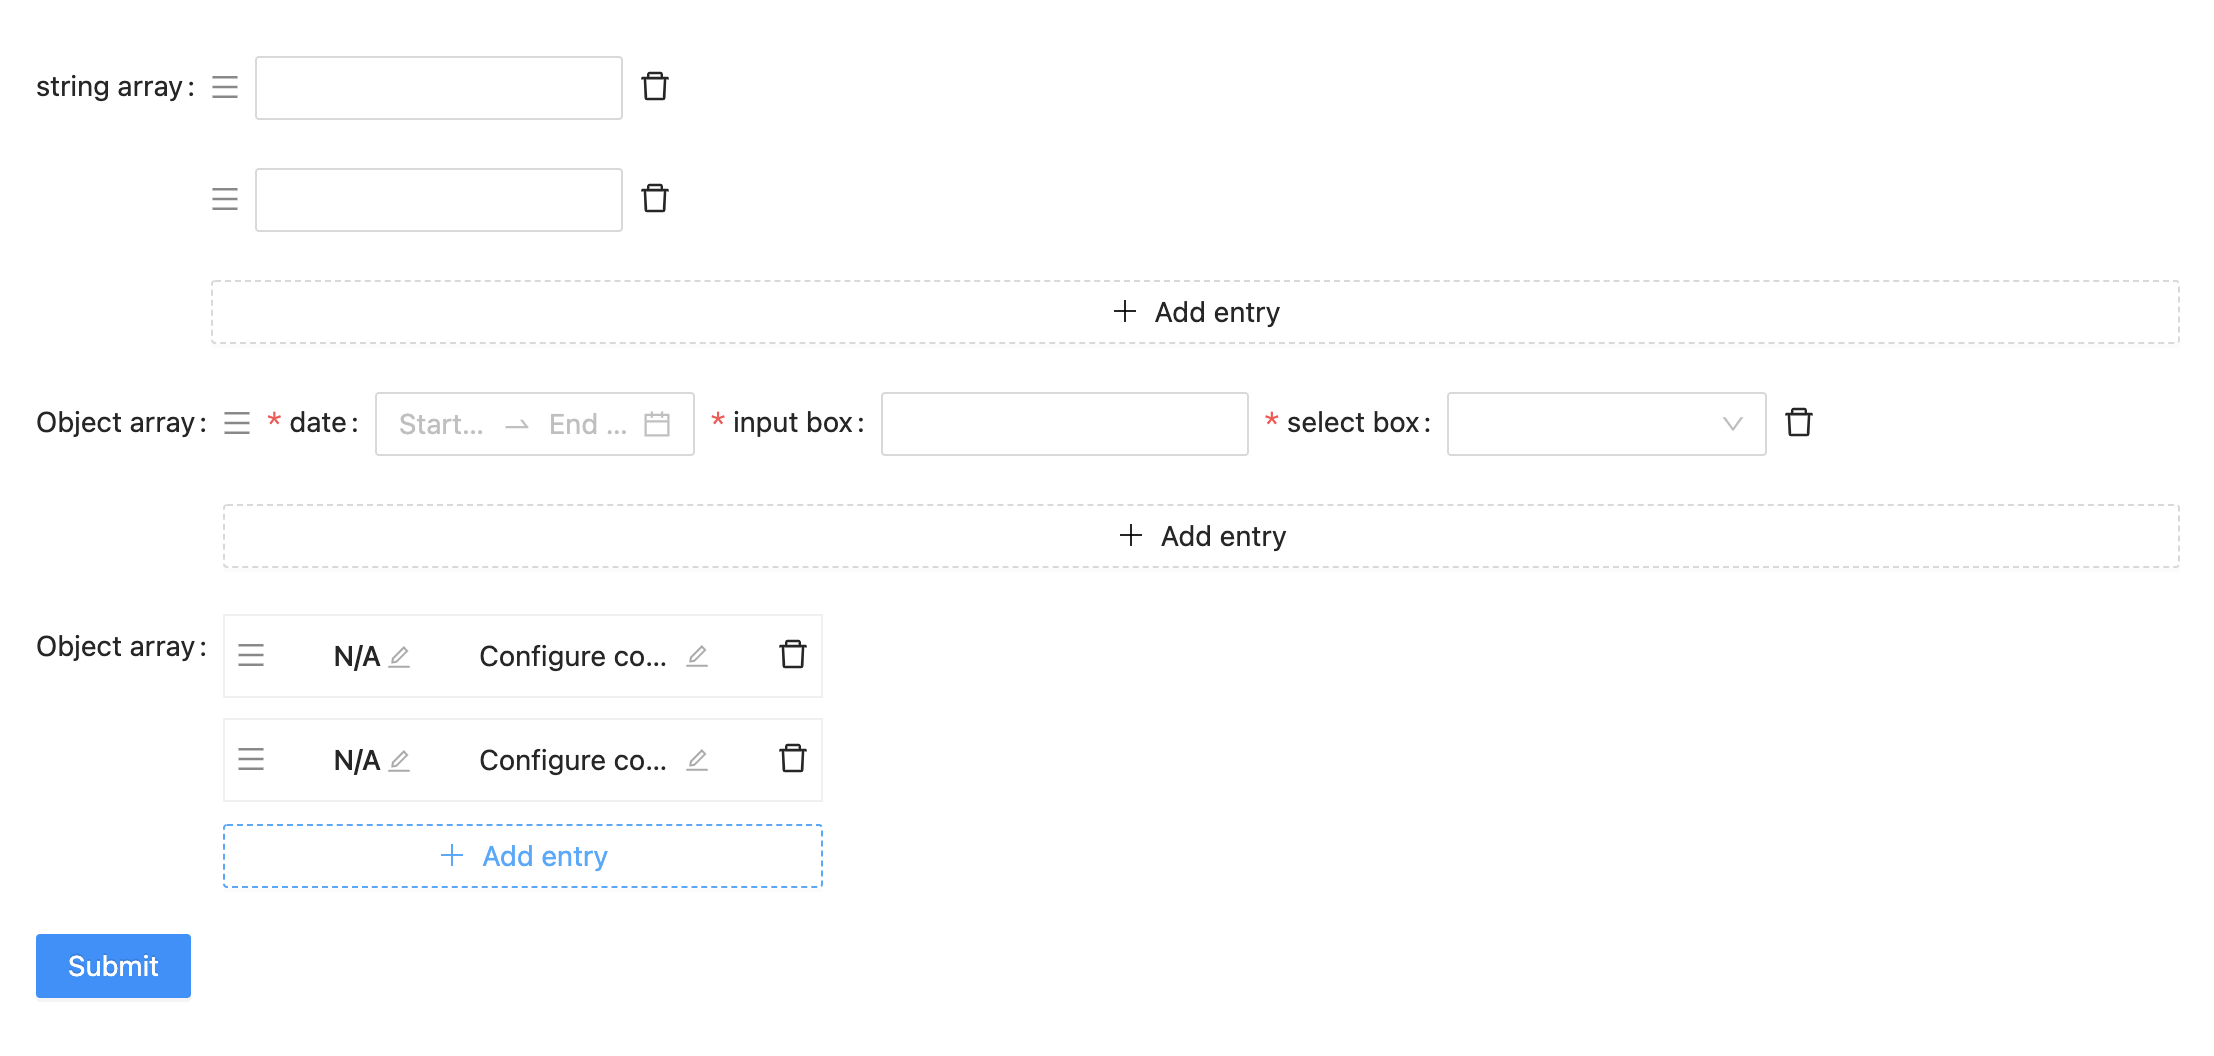 string array:
+ Add entry
Object array: * date: Start... → End ... * input box: * select box:
+ Add entry
Object array: N/A Configure co...
N/A Configure co...
+ Add entry
Submit